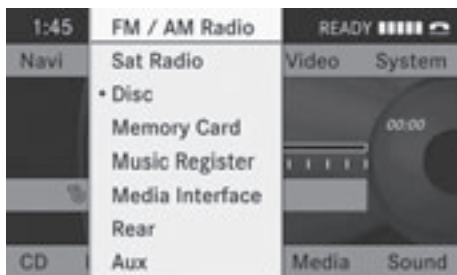 1:45 FM / AM Radio READY
Navi Sat Radio Video System
• Disc
Memory Card 00:00
Music Register
Media Interface
Rear
CD Aux Media Sound